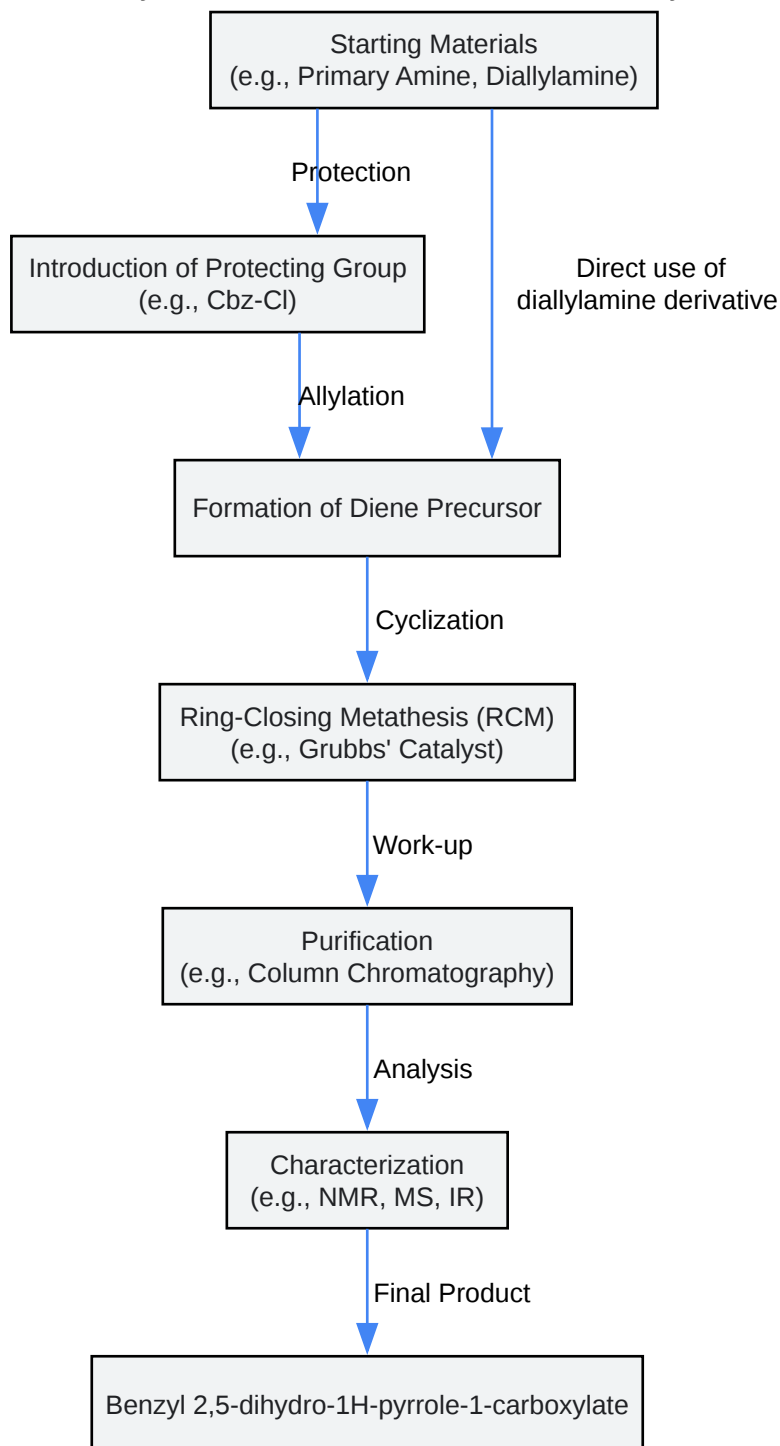 Starting Materials
(e.g., Primary Amine, Diallylamine)
Protection
Introduction of Protecting Group
(e.g., Cbz-Cl)
Direct use of
diallylamine derivative
Allylation
Formation of Diene Precursor
Cyclization
Ring-Closing Metathesis (RCM)
(e.g., Grubbs' Catalyst)
Work-up
Purification
(e.g., Column Chromatography)
Analysis
Characterization
(e.g., NMR, MS, IR)
Final Product
Benzyl 2,5-dihydro-1H-pyrrole-1-carboxylate